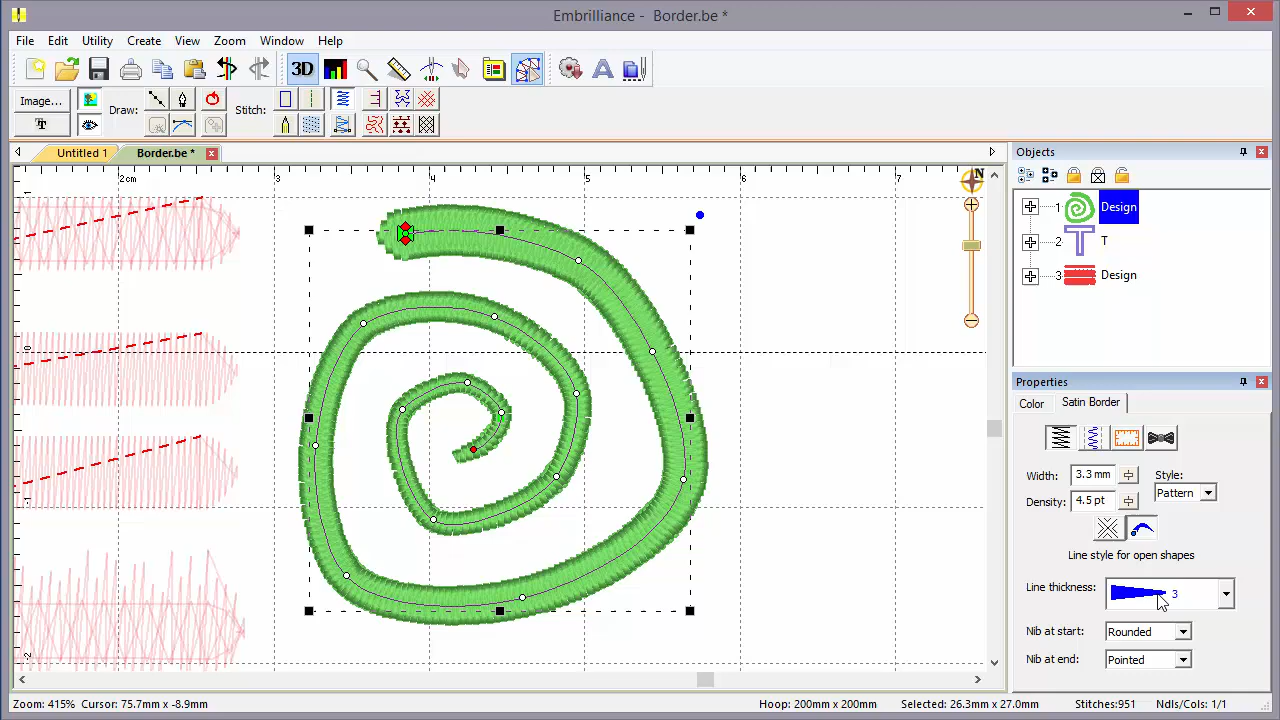 Embrilliance - Border.be *
File Edit Utility Create View Zoom Window Help
3D
Image... Draw: Stitch:
T
Untitled 1 Border.be *
2cm 3 4 5 6 7
N
1
0
1
2
Objects
1 Design
2 T
3 Design
Properties
Color Satin Border
Width: 3.3 mm Style:
Density: 4.5 pt Pattern
Line style for open shapes
Line thickness: 3
Nib at start: Rounded
Nib at end: Pointed
Zoom: 415% Cursor: 75.7mm x -8.9mm Hoop: 200mm x 200mm Selected: 26.3mm x 27.0mm Stitches:951 Ndls/Cols: 1/1